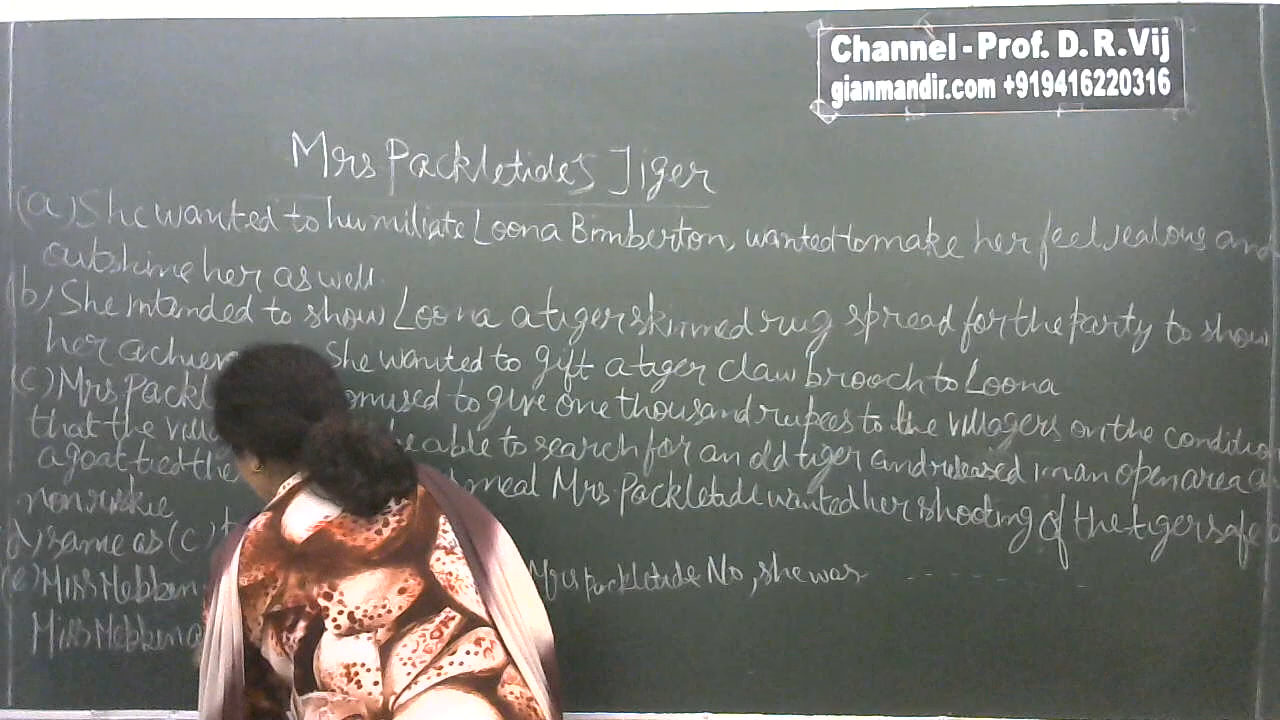 Channel - Prof. D. R. Vij
gianmandir.com +919416220316
Mrs Packletide's Tiger
(a) She wanted to humiliate Loona Bimberton, wanted to make her feel jealous and
outshine her as well.
(b) She intended to show Loona a tiger skinned rug spread for the party to show
her achiev She wanted to gift a tiger claw brooch to Loona
(c) Mrs Packl omised to give one thousand rupees to the villagers on the condition
that the villa be able to search for an old tiger and released in an open area a
a goat tied the meal Mrs Packletide wanted her shooting of the tiger safe
non riskie
same as (c)
(e) Miss Mebben Mrs packletide No, she was
Miss Mebben